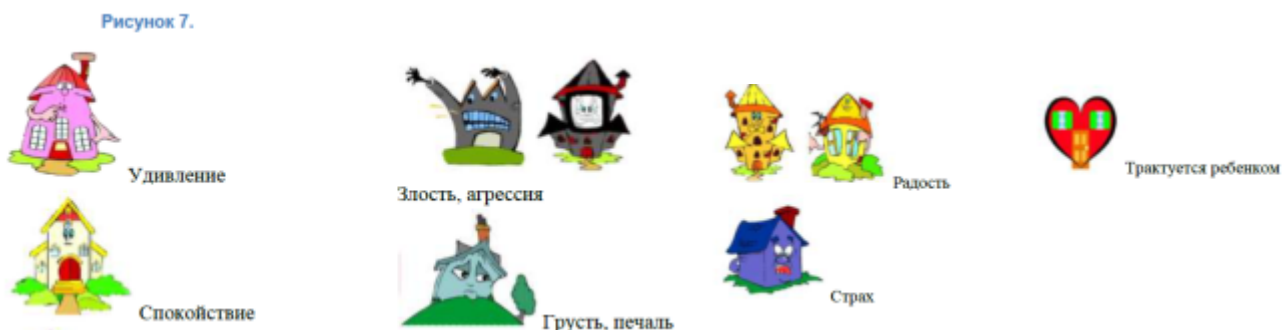 Рисунок 7.
Удивление
Злость, агрессия
Радость
Трактуется ребенком
Спокойствие
Грусть, печаль
Страх